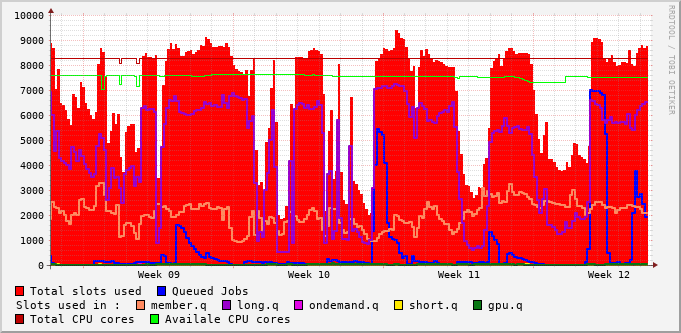 10000
9000
8000
7000
6000
5000
4000
3000
2000
1000
0
Week 09 Week 10 Week 11 Week 12
Total slots used Queued Jobs
Slots used in : member.q long.q ondemand.q short.q gpu.q
Total CPU cores Availale CPU cores
RRDTOOL / TOBI OETIKER